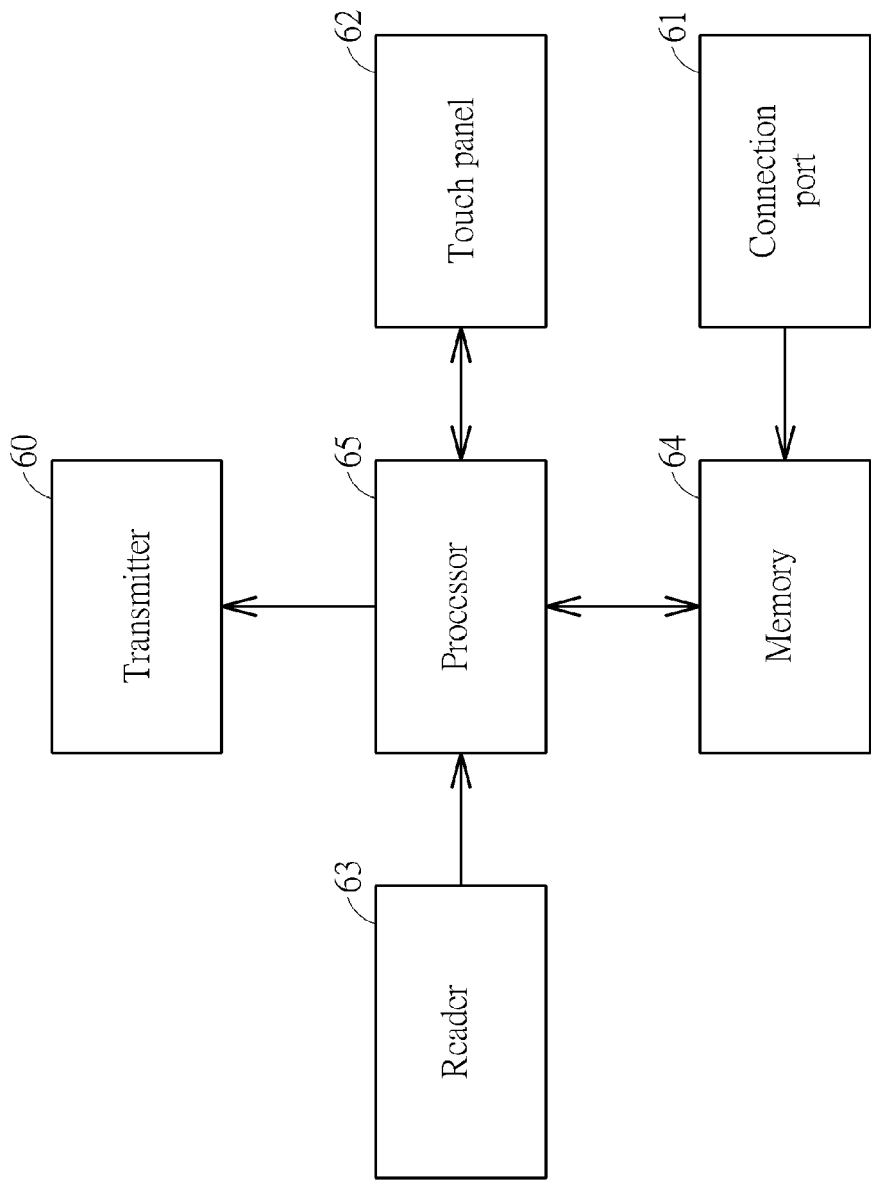 60
Transmitter
63
65
62
Reader
Processor
Touch panel
64
61
Memory
Connection
port